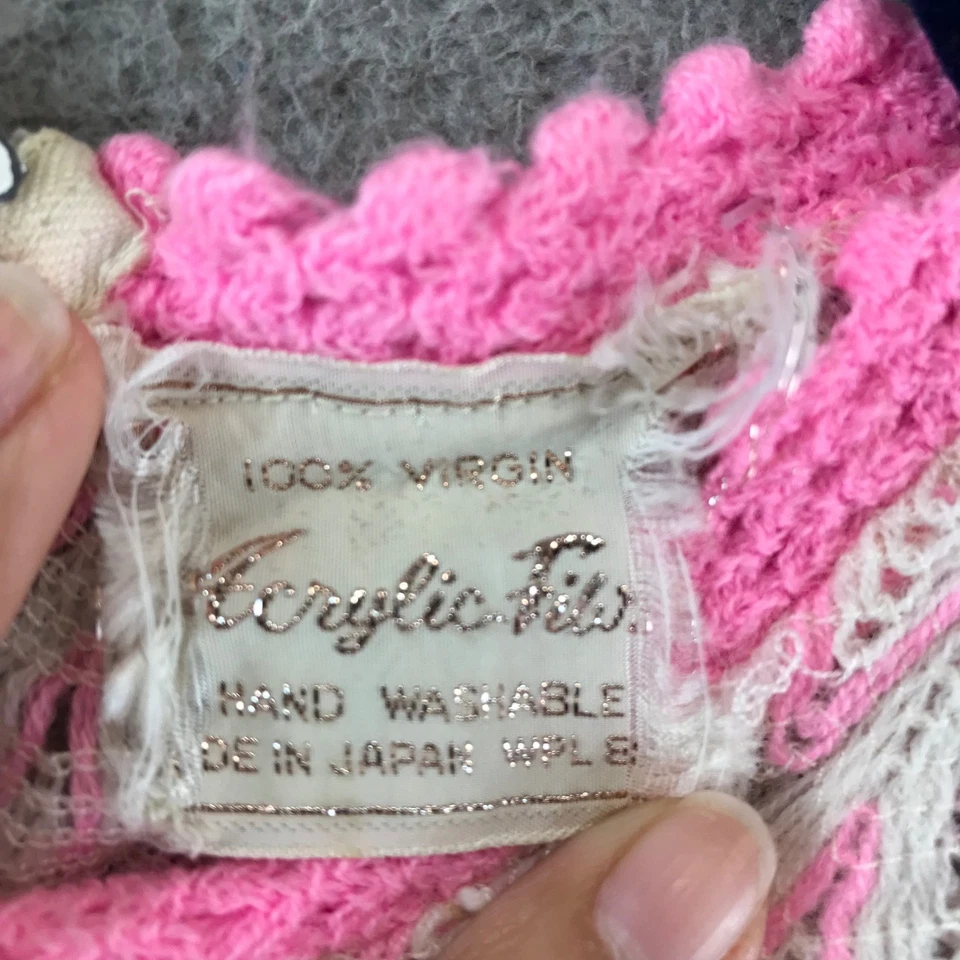 100% VIRGIN
Acrylic Fib
HAND WASHABLE
DE IN JAPAN WPL 8